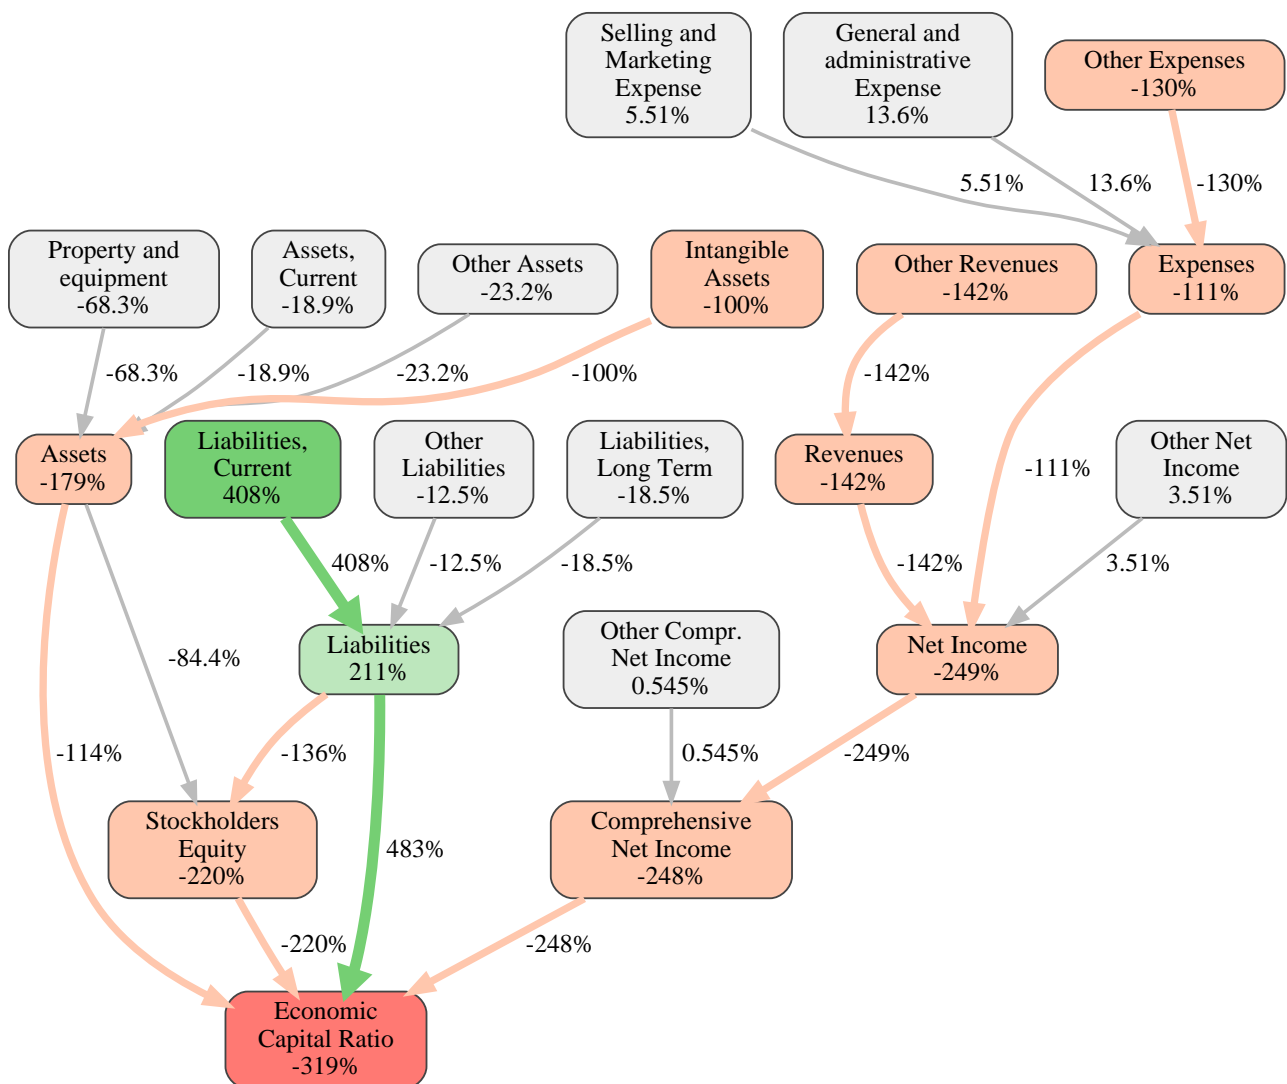 Selling and
Marketing
Expense
5.51%
General and
administrative
Expense
13.6%
Other Expenses
-130%
5.51%
13.6%
-130%
Property and
equipment
-68.3%
Assets,
Current
-18.9%
Other Assets
-23.2%
Intangible
Assets
-100%
Other Revenues
-142%
Expenses
-111%
-68.3%
-18.9%
-23.2%
-100%
-142%
Assets
-179%
Liabilities,
Current
408%
Other
Liabilities
-12.5%
Liabilities,
Long Term
-18.5%
Revenues
-142%
-111%
Other Net
Income
3.51%
408%
-12.5%
-18.5%
-142%
3.51%
-84.4%
Liabilities
211%
Other Compr.
Net Income
0.545%
Net Income
-249%
-114%
-136%
0.545%
-249%
Stockholders
Equity
-220%
483%
Comprehensive
Net Income
-248%
-220%
-248%
Economic
Capital Ratio
-319%